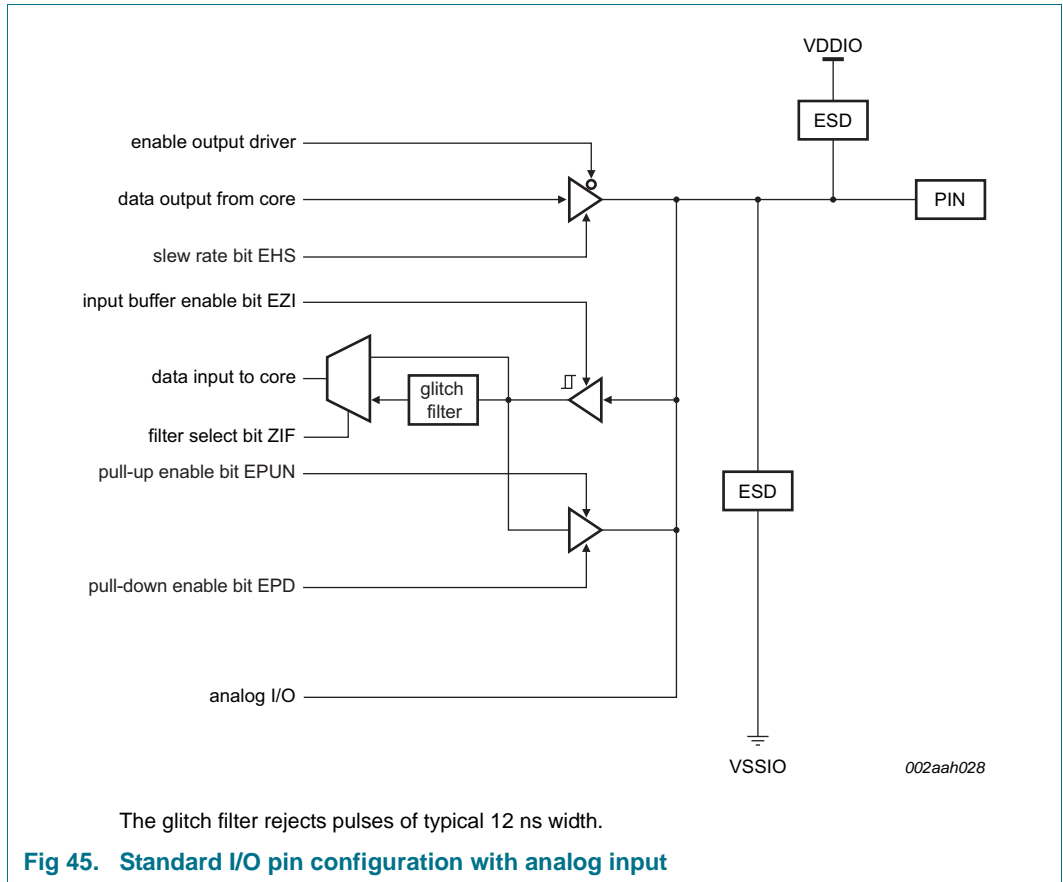 VDDIO
ESD
enable output driver
data output from core
PIN
slew rate bit EHS
input buffer enable bit EZI
data input to core
glitch
filter
filter select bit ZIF
pull-up enable bit EPUN
ESD
pull-down enable bit EPD
analog I/O
VSSIO
002aah028
The glitch filter rejects pulses of typical 12 ns width.
Fig 45. Standard I/O pin configuration with analog input